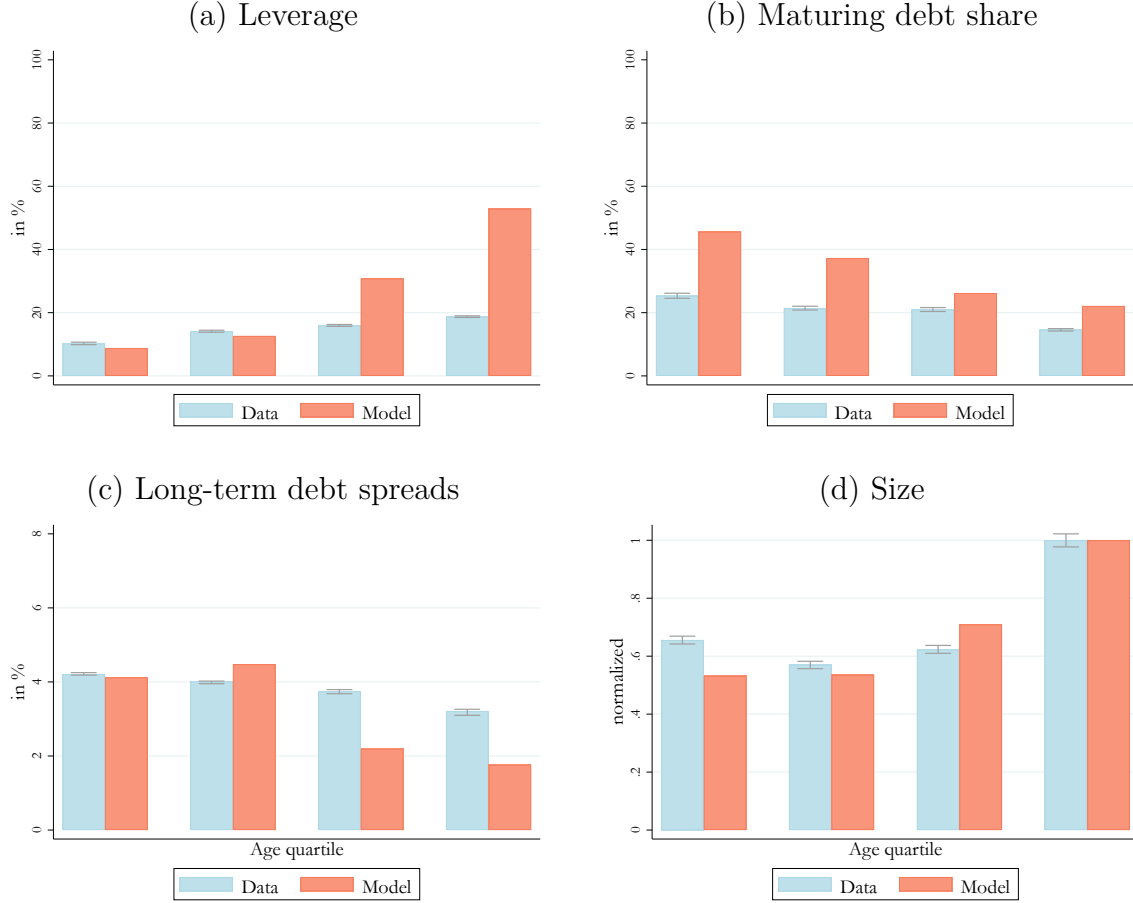 (a) Leverage
in %
100
80
60
40
20
0
Data Model
(b) Maturing debt share
in %
100
80
60
40
20
0
Data Model
(c) Long-term debt spreads
in %
8
6
4
2
0
Age quartile
Data Model
(d) Size
normalized
1
.8
.6
.4
.2
0
Age quartile
Data Model